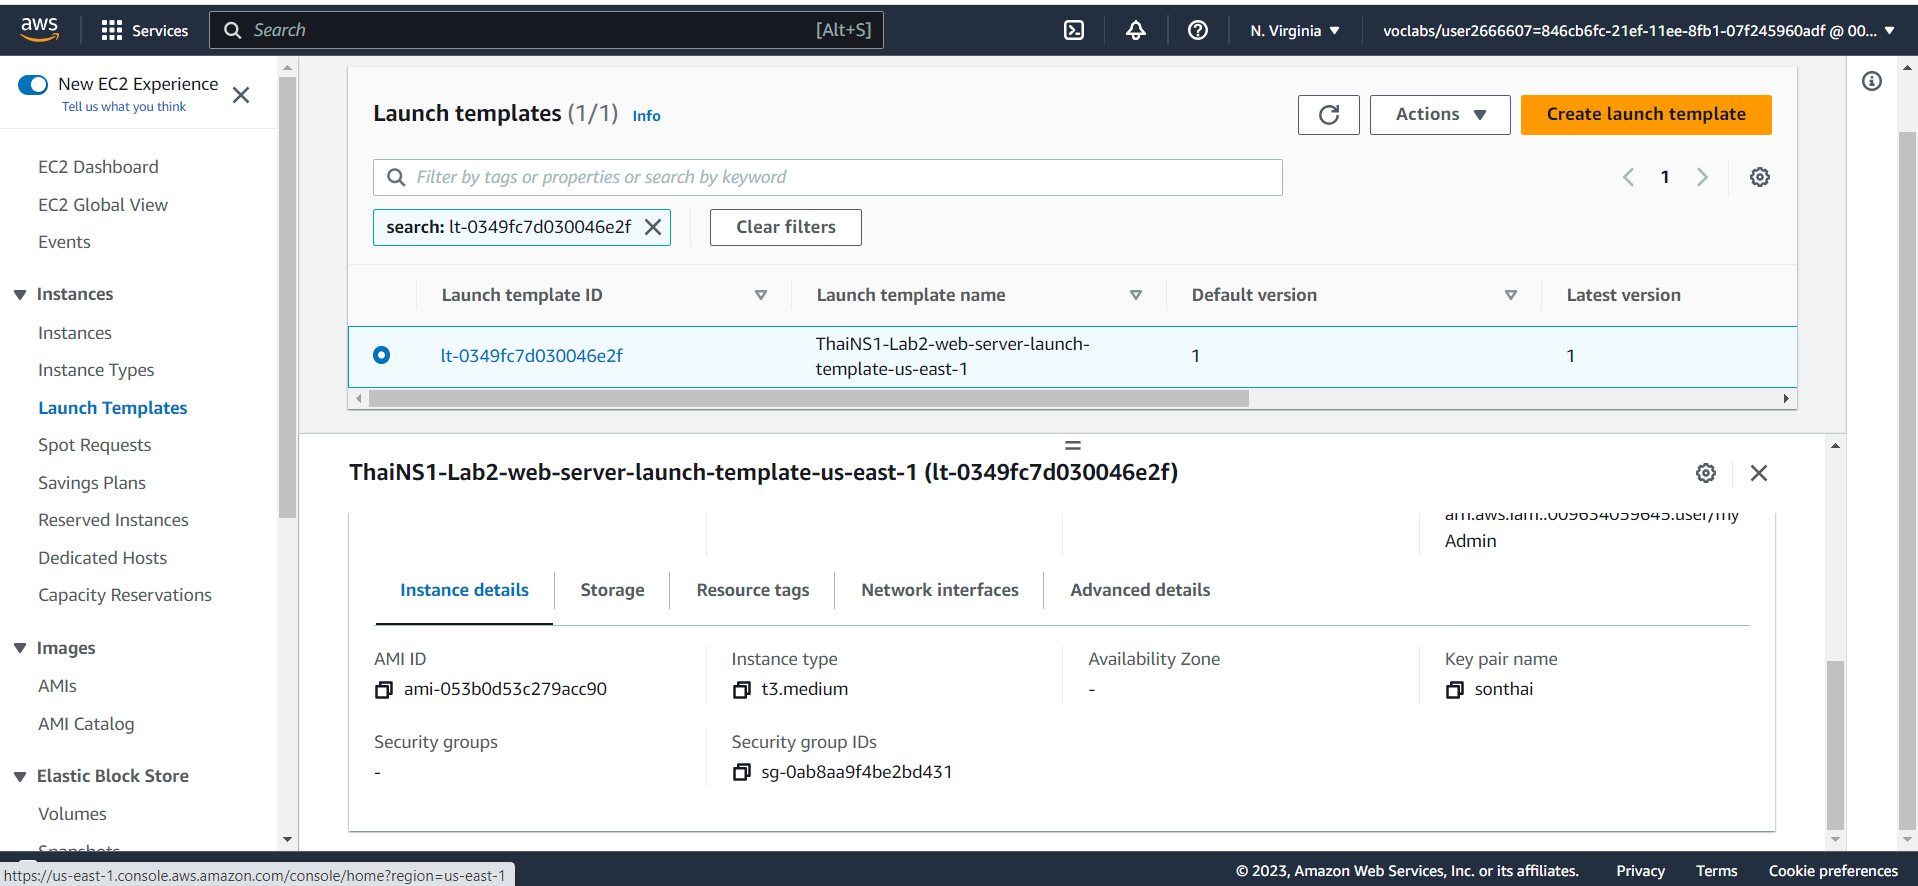 aws
Services
Search
[Alt+S]
N. Virginia
voclabs/user2666607=846cb6fc-21ef-11ee-8fb1-07f245960adf @ 00...
New EC2 Experience
Tell us what you think
EC2 Dashboard
EC2 Global View
Events
Instances
Instances
Instance Types
Launch Templates
Spot Requests
Savings Plans
Reserved Instances
Dedicated Hosts
Capacity Reservations
Images
AMIs
AMI Catalog
Elastic Block Store
Volumes
Snapshots
Launch templates (1/1) Info
Actions
Create launch template
Filter by tags or properties or search by keyword
1
search: lt-0349fc7d030046e2f
Clear filters
Launch template ID
Launch template name
Default version
Latest version
lt-0349fc7d030046e2f
ThaiNS1-Lab2-web-server-launch-
template-us-east-1
1
1
ThaiNS1-Lab2-web-server-launch-template-us-east-1 (lt-0349fc7d030046e2f)
arn:aws:iam::009634059645:user/my
Admin
Instance details
Storage
Resource tags
Network interfaces
Advanced details
AMI ID
ami-053b0d53c279acc90
Instance type
t3.medium
Availability Zone
-
Key pair name
sonthai
Security groups
-
Security group IDs
sg-0ab8aa9f4be2bd431
https://us-east-1.console.aws.amazon.com/console/home?region=us-east-1
© 2023, Amazon Web Services, Inc. or its affiliates.
Privacy
Terms
Cookie preferences